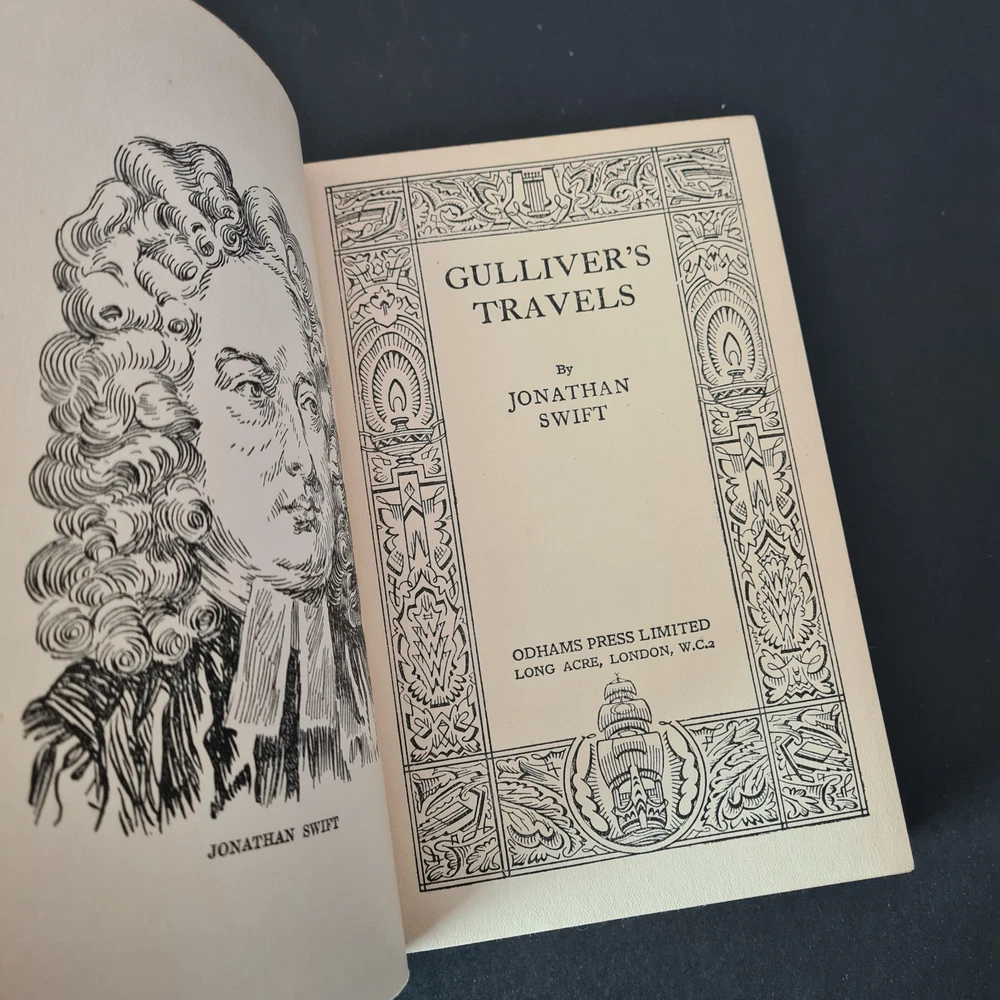 JONATHAN SWIFT
GULLIVER'S
TRAVELS
By
JONATHAN
SWIFT
ODHAMS PRESS LIMITED
LONG ACRE, LONDON, W.C.2